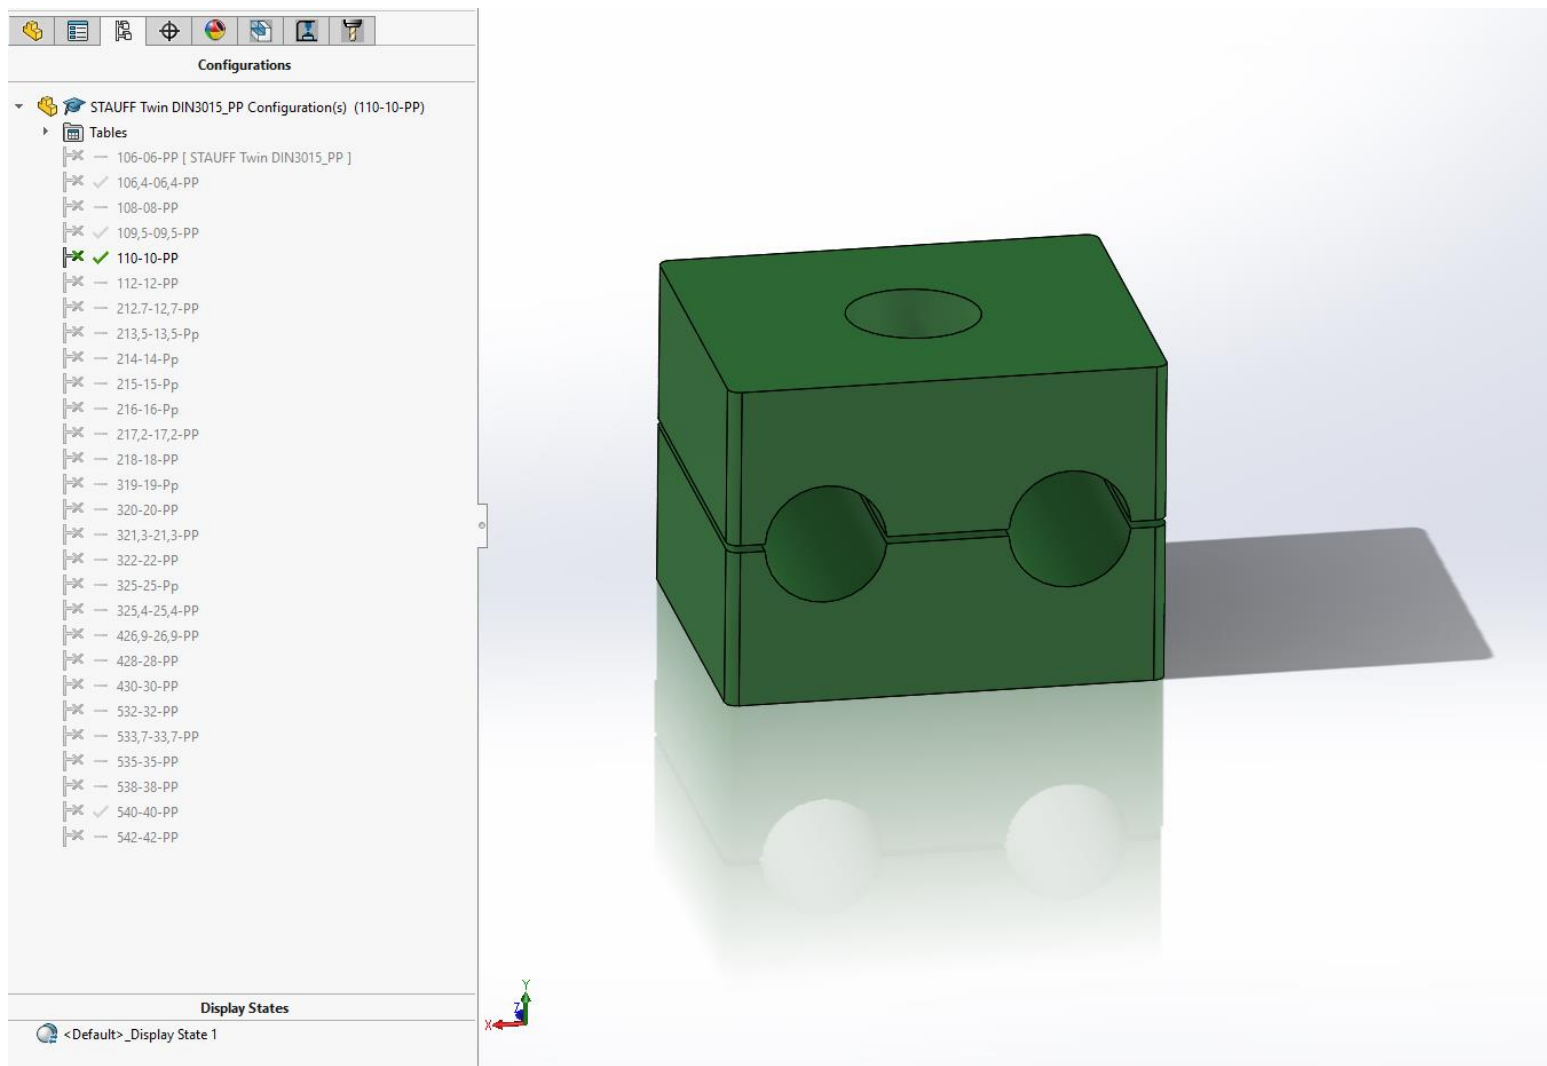 Configurations
STAUFF Twin DIN3015_PP Configuration(s) (110-10-PP)
Tables
106-06-PP [ STAUFF Twin DIN3015_PP ]
106,4-06,4-PP
108-08-PP
109,5-09,5-PP
110-10-PP
112-12-PP
212.7-12,7-PP
213,5-13,5-Pp
214-14-Pp
215-15-Pp
216-16-Pp
217,2-17,2-PP
218-18-PP
319-19-Pp
320-20-PP
321,3-21,3-PP
322-22-PP
325-25-Pp
325,4-25,4-PP
426,9-26,9-PP
428-28-PP
430-30-PP
532-32-PP
533,7-33,7-PP
535-35-PP
538-38-PP
540-40-PP
542-42-PP
Display States
<Default>_Display State 1
Y
Z
X